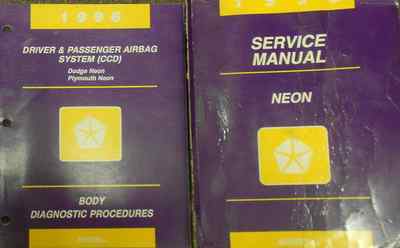 1996
DRIVER & PASSENGER AIRBAG
SYSTEM (CCD)
Dodge Neon
Plymouth Neon
BODY
DIAGNOSTIC PROCEDURES
SERVICE
MANUAL
NEON